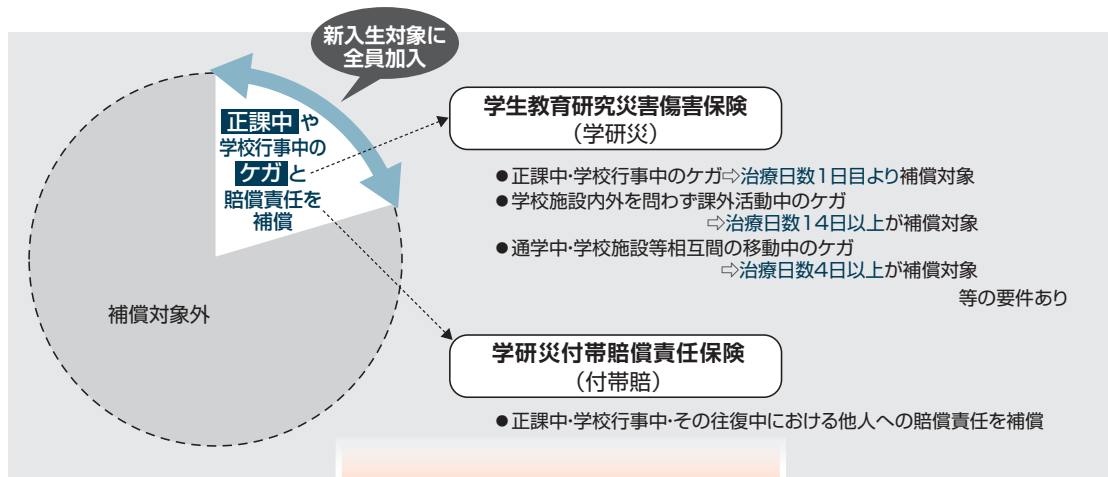 新入生対象に
全員加入
正課中や
学校行事中の
ケガと
賠償責任を
補償
補償対象外
学生教育研究災害傷害保険
（学研災）
●正課中・学校行事中のケガ⇨治療日数1日目より補償対象
●学校施設内外を問わず課外活動中のケガ
⇨治療日数14日以上が補償対象
●通学中・学校施設等相互間の移動中のケガ
⇨治療日数4日以上が補償対象
等の要件あり
学研災付帯賠償責任保険
（付帯賠）
●正課中・学校行事中・その往復中における他人への賠償責任を補償